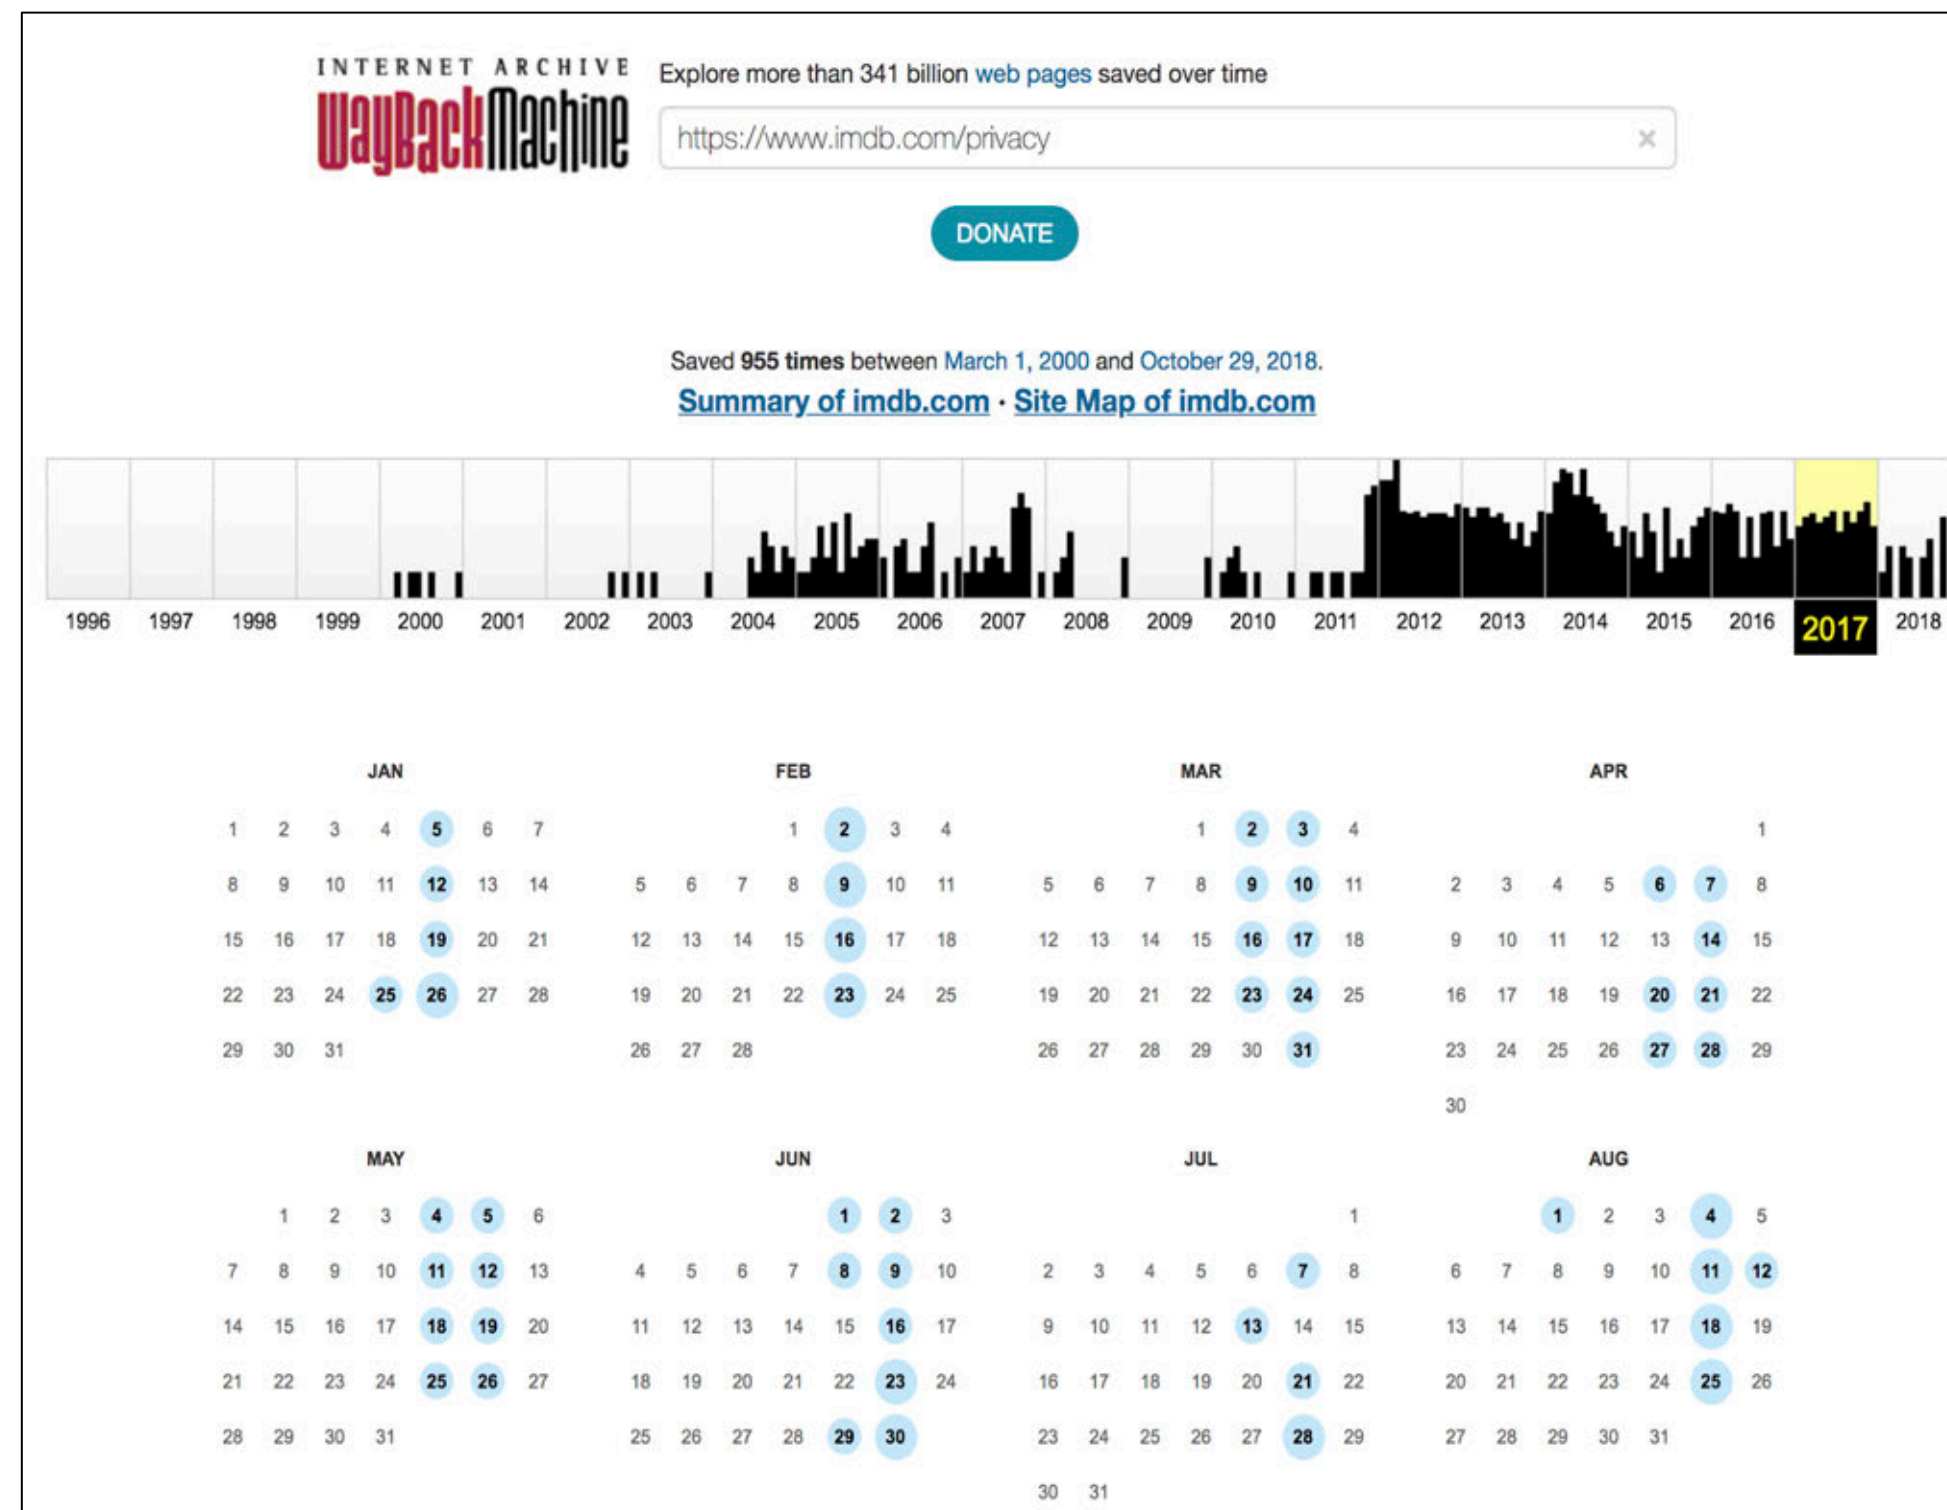 INTERNET ARCHIVE
WayBackMachine
Explore more than 341 billion web pages saved over time
https://www.imdb.com/privacy ×
DONATE
Saved 955 times between March 1, 2000 and October 29, 2018.
Summary of imdb.com · Site Map of imdb.com
1996 1997 1998 1999 2000 2001 2002 2003 2004 2005 2006 2007 2008 2009 2010 2011 2012 2013 2014 2015 2016 2017 2018
JAN FEB MAR APR
1 2 3 4 5 6 7 1 2 3 4 1 2 3 4 1
8 9 10 11 12 13 14 5 6 7 8 9 10 11 5 6 7 8 9 10 11 2 3 4 5 6 7 8
15 16 17 18 19 20 21 12 13 14 15 16 17 18 12 13 14 15 16 17 18 9 10 11 12 13 14 15
22 23 24 25 26 27 28 19 20 21 22 23 24 25 19 20 21 22 23 24 25 16 17 18 19 20 21 22
29 30 31 26 27 28 26 27 28 29 30 31 23 24 25 26 27 28 29
30
MAY JUN JUL AUG
1 2 3 4 5 6 1 2 3 1 1 2 3 4 5
7 8 9 10 11 12 13 4 5 6 7 8 9 10 2 3 4 5 6 7 8 6 7 8 9 10 11 12
14 15 16 17 18 19 20 11 12 13 14 15 16 17 9 10 11 12 13 14 15 13 14 15 16 17 18 19
21 22 23 24 25 26 27 18 19 20 21 22 23 24 16 17 18 19 20 21 22 20 21 22 23 24 25 26
28 29 30 31 25 26 27 28 29 30 23 24 25 26 27 28 29 27 28 29 30 31
30 31